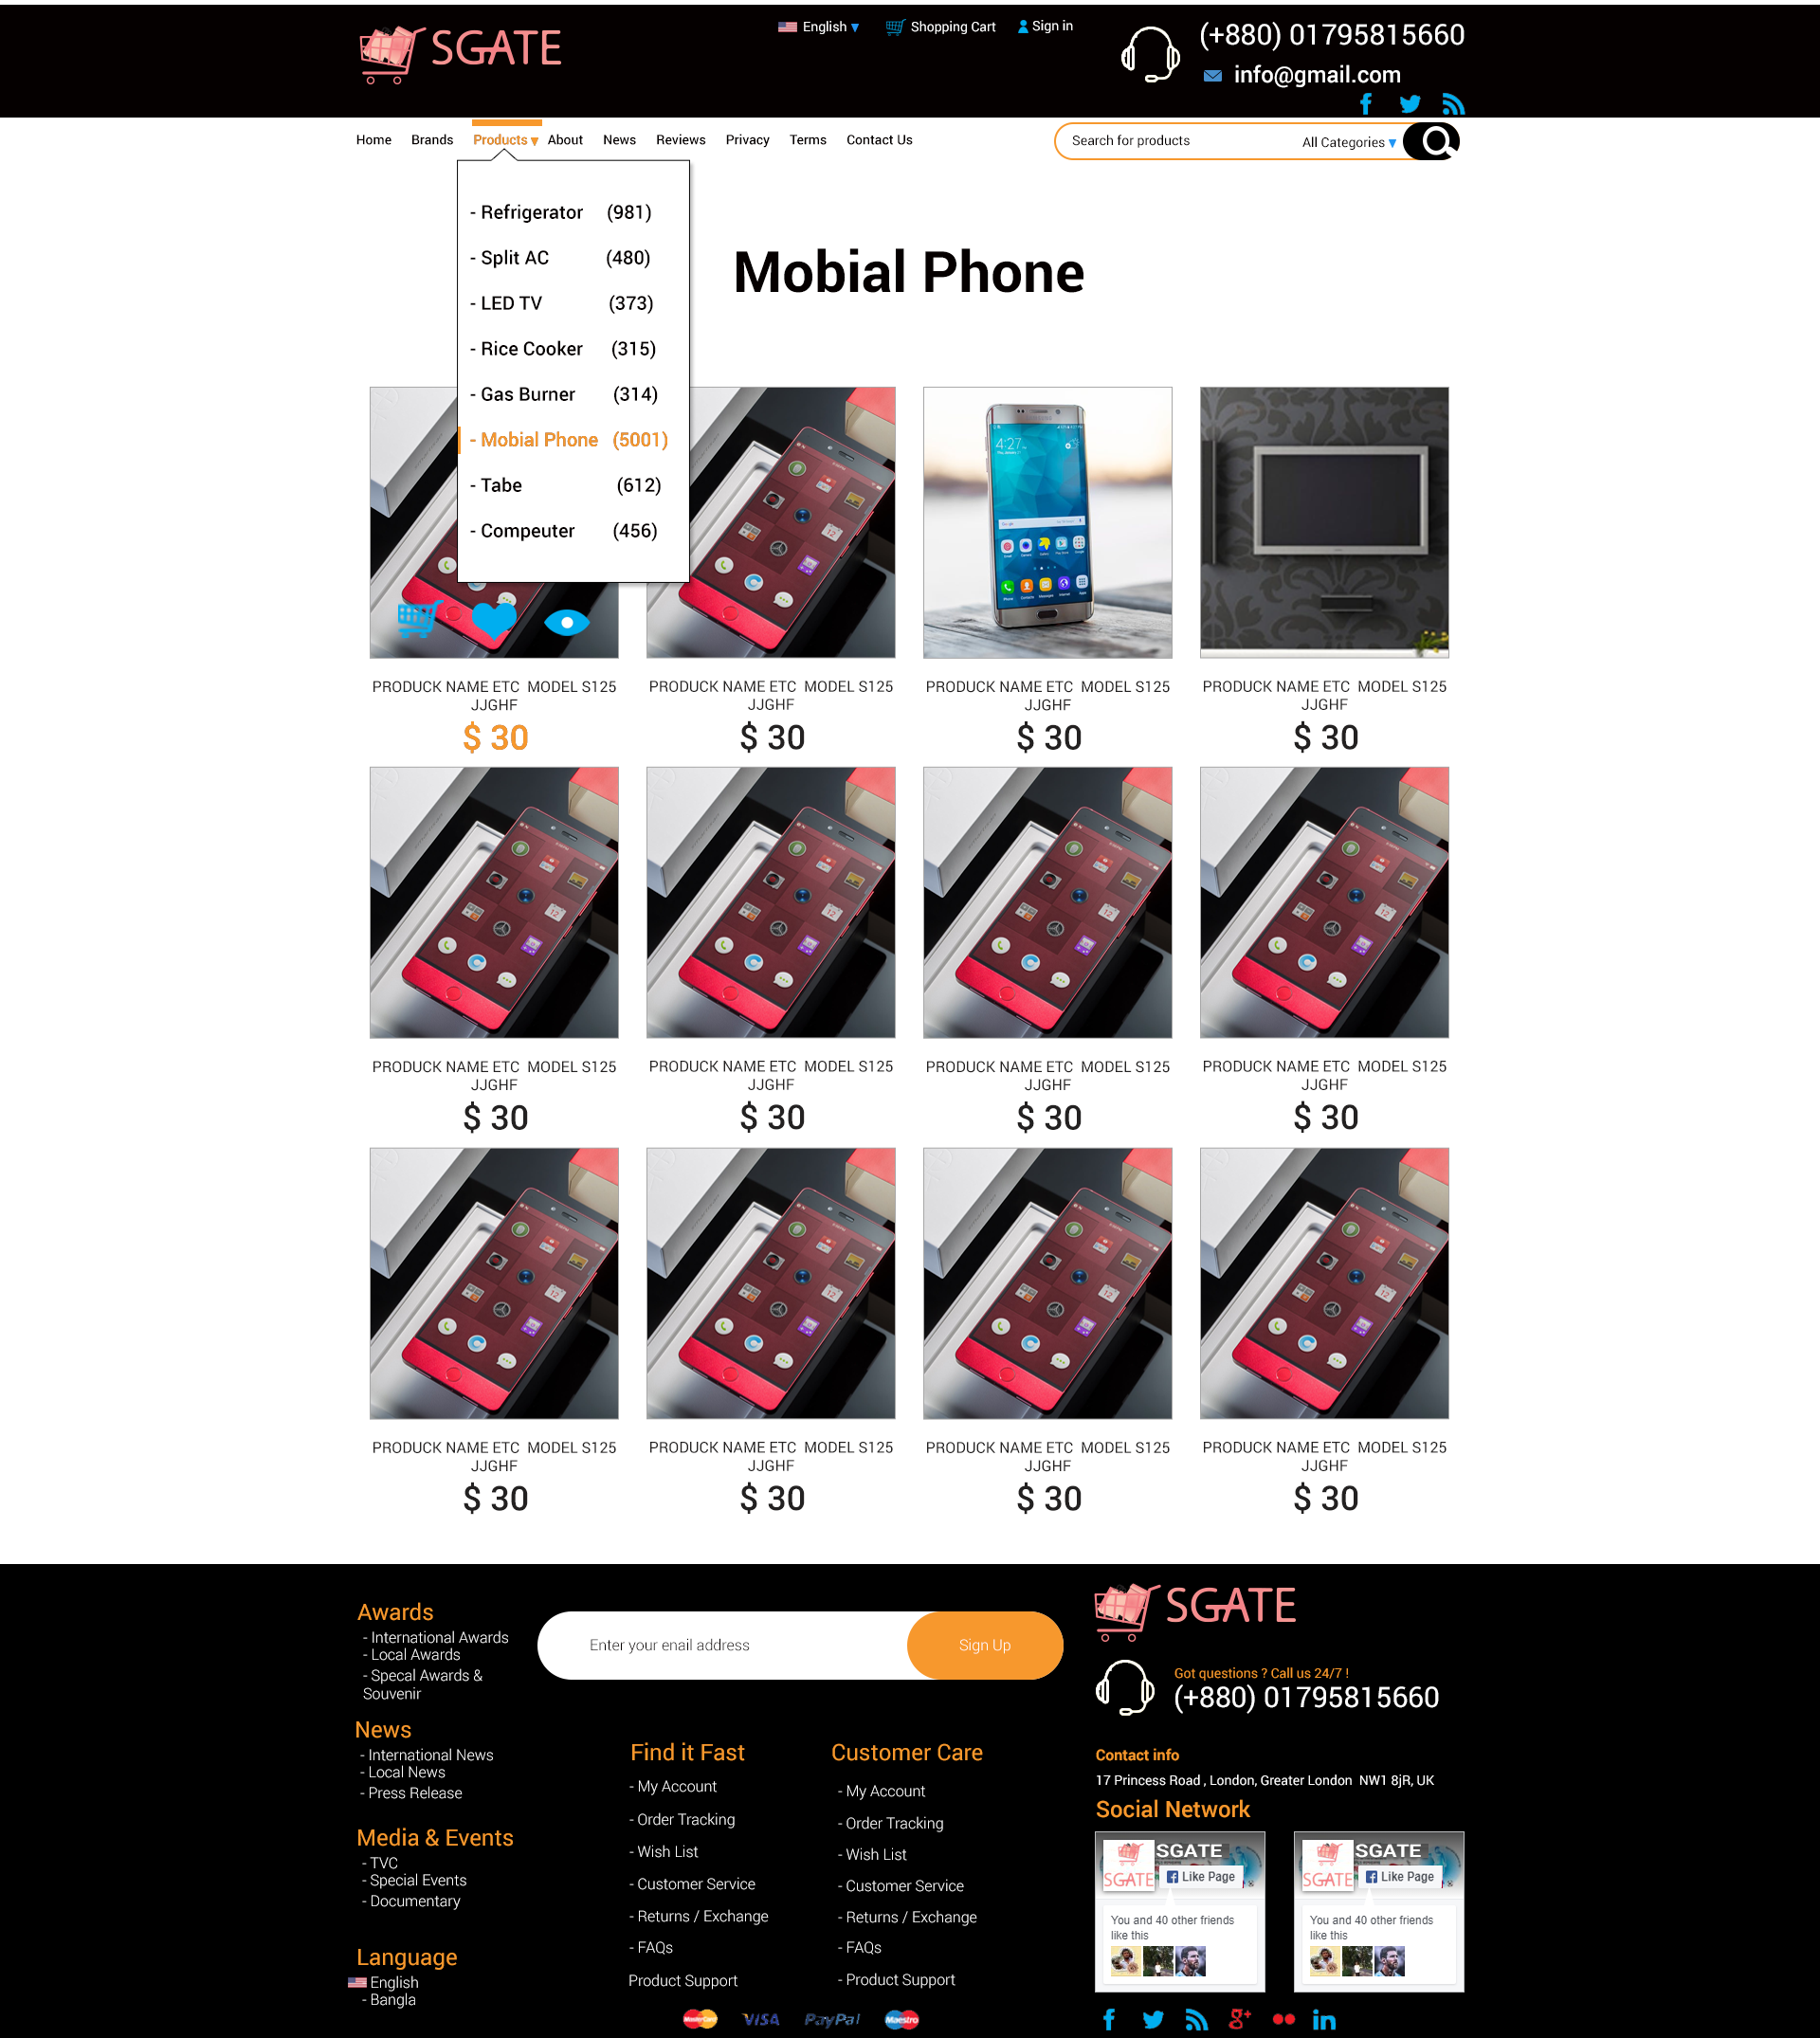 SGATE
English
Shopping Cart
Sign in
(+880) 01795815660
info@gmail.com
Home Brands Products About News Reviews Privacy Terms Contact Us
Search for products All Categories
- Refrigerator (981)
- Split AC (480)
- LED TV (373)
- Rice Cooker (315)
- Gas Burner (314)
- Mobial Phone (5001)
- Tabe (612)
- Compeuter (456)
Mobial Phone
4:27
PRODUCK NAME ETC MODEL S125
JJGHF
$ 30
PRODUCK NAME ETC MODEL S125
JJGHF
$ 30
PRODUCK NAME ETC MODEL S125
JJGHF
$ 30
PRODUCK NAME ETC MODEL S125
JJGHF
$ 30
PRODUCK NAME ETC MODEL S125
JJGHF
$ 30
PRODUCK NAME ETC MODEL S125
JJGHF
$ 30
PRODUCK NAME ETC MODEL S125
JJGHF
$ 30
PRODUCK NAME ETC MODEL S125
JJGHF
$ 30
PRODUCK NAME ETC MODEL S125
JJGHF
$ 30
PRODUCK NAME ETC MODEL S125
JJGHF
$ 30
PRODUCK NAME ETC MODEL S125
JJGHF
$ 30
PRODUCK NAME ETC MODEL S125
JJGHF
$ 30
Awards
- International Awards
- Local Awards
- Specal Awards &
Souvenir
News
- International News
- Local News
- Press Release
Media & Events
- TVC
- Special Events
- Documentary
Language
English
- Bangla
Enter your enail address
Sign Up
Find it Fast
- My Account
- Order Tracking
- Wish List
- Customer Service
- Returns / Exchange
- FAQs
Product Support
Customer Care
- My Account
- Order Tracking
- Wish List
- Customer Service
- Returns / Exchange
- FAQs
- Product Support
MasterCard VISA PayPal Maestro
SGATE
Got questions ? Call us 24/7 !
(+880) 01795815660
Contact info
17 Princess Road , London, Greater London NW1 8jR, UK
Social Network
SGATE
SGATE
Like Page
You and 40 other friends
like this
SGATE
SGATE
Like Page
You and 40 other friends
like this